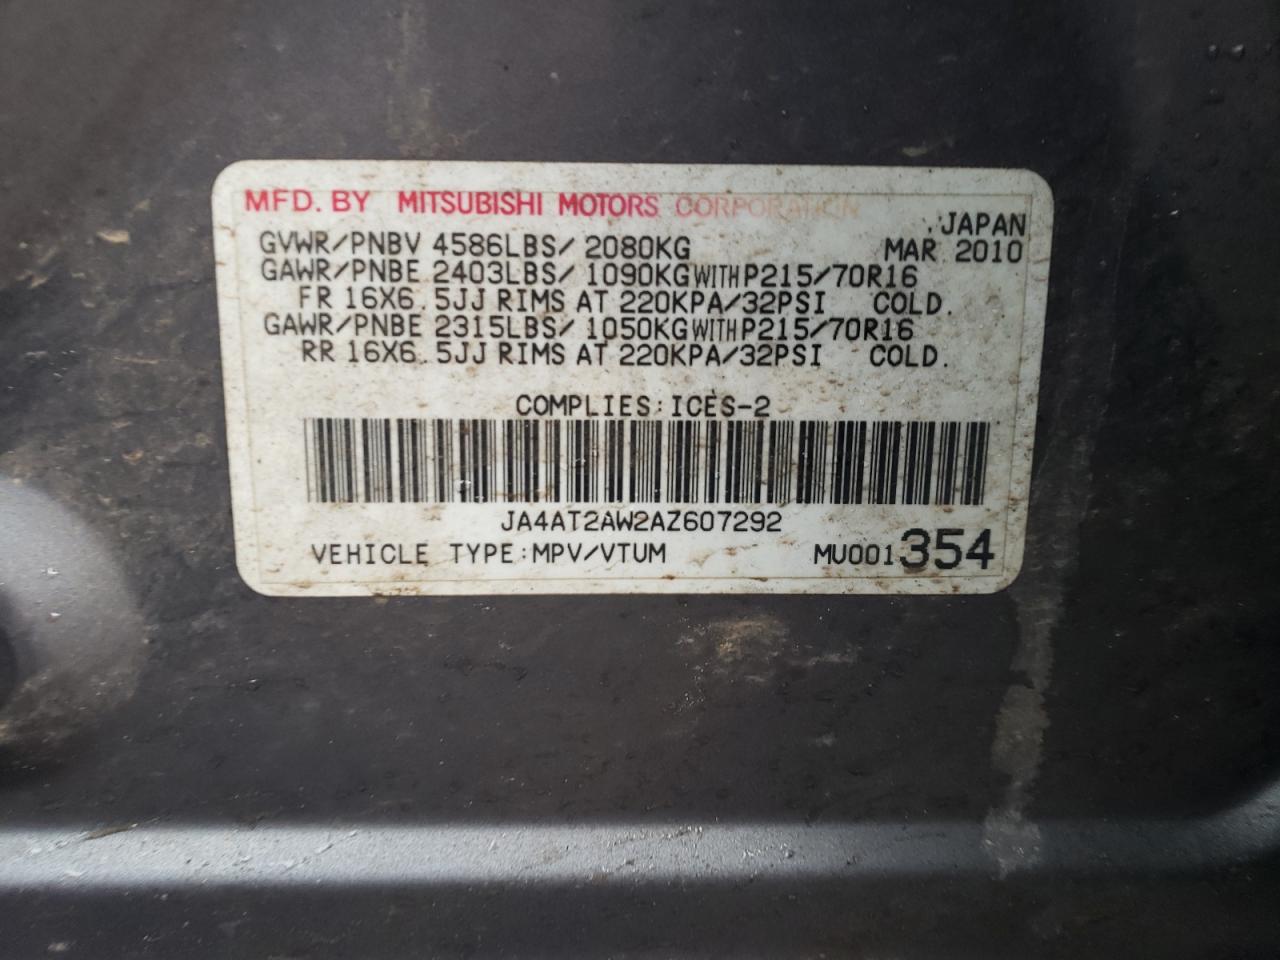 MFD. BY MITSUBISHI MOTORS CORPORATION
JAPAN
GVWR/PNBV 4586LBS/ 2080KG MAR 2010
GAWR/PNBE 2403LBS/ 1090KG WITH P215/70R16
FR 16X6.5JJ RIMS AT 220KPA/32PSI COLD.
GAWR/PNBE 2315LBS/ 1050KG WITH P215/70R16
RR 16X6.5JJ RIMS AT 220KPA/32PSI COLD.
COMPLIES:ICES-2
JA4AT2AW2AZ607292
VEHICLE TYPE:MPV/VTUM MU001354